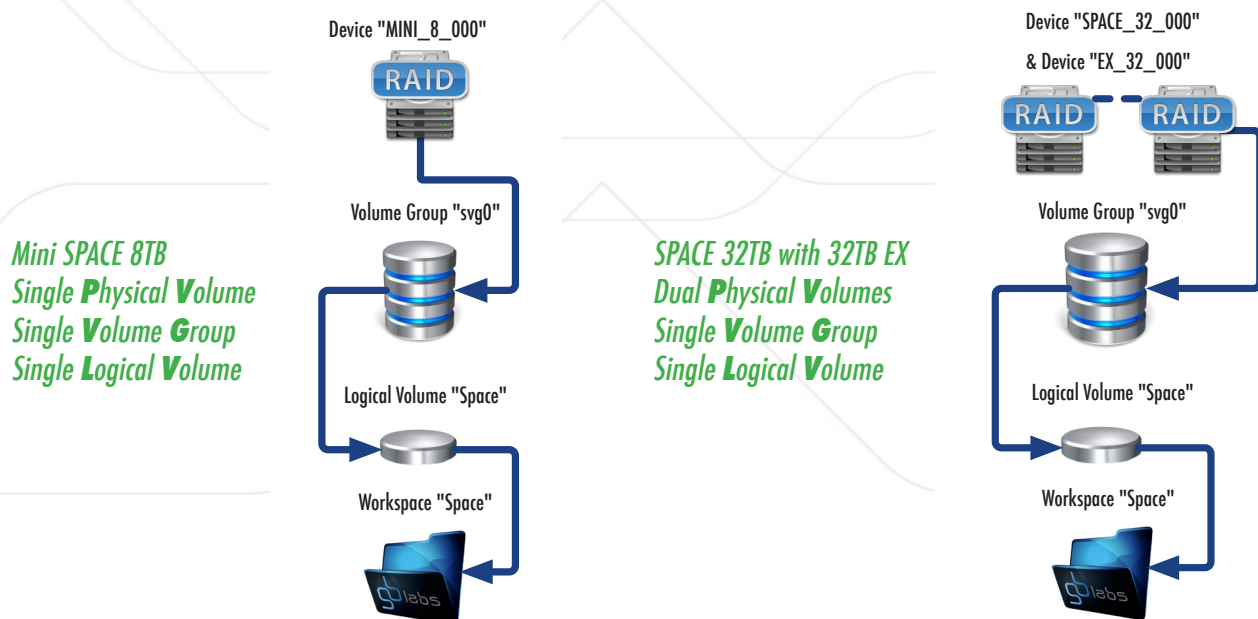 Device "MINI_8_000"
RAID
Volume Group "svg0"
Mini SPACE 8TB
Single Physical Volume
Single Volume Group
Single Logical Volume
Logical Volume "Space"
Workspace "Space"
gb labs
Device "SPACE_32_000"
& Device "EX_32_000"
RAID RAID
Volume Group "svg0"
SPACE 32TB with 32TB EX
Dual Physical Volumes
Single Volume Group
Single Logical Volume
Logical Volume "Space"
Workspace "Space"
gb labs